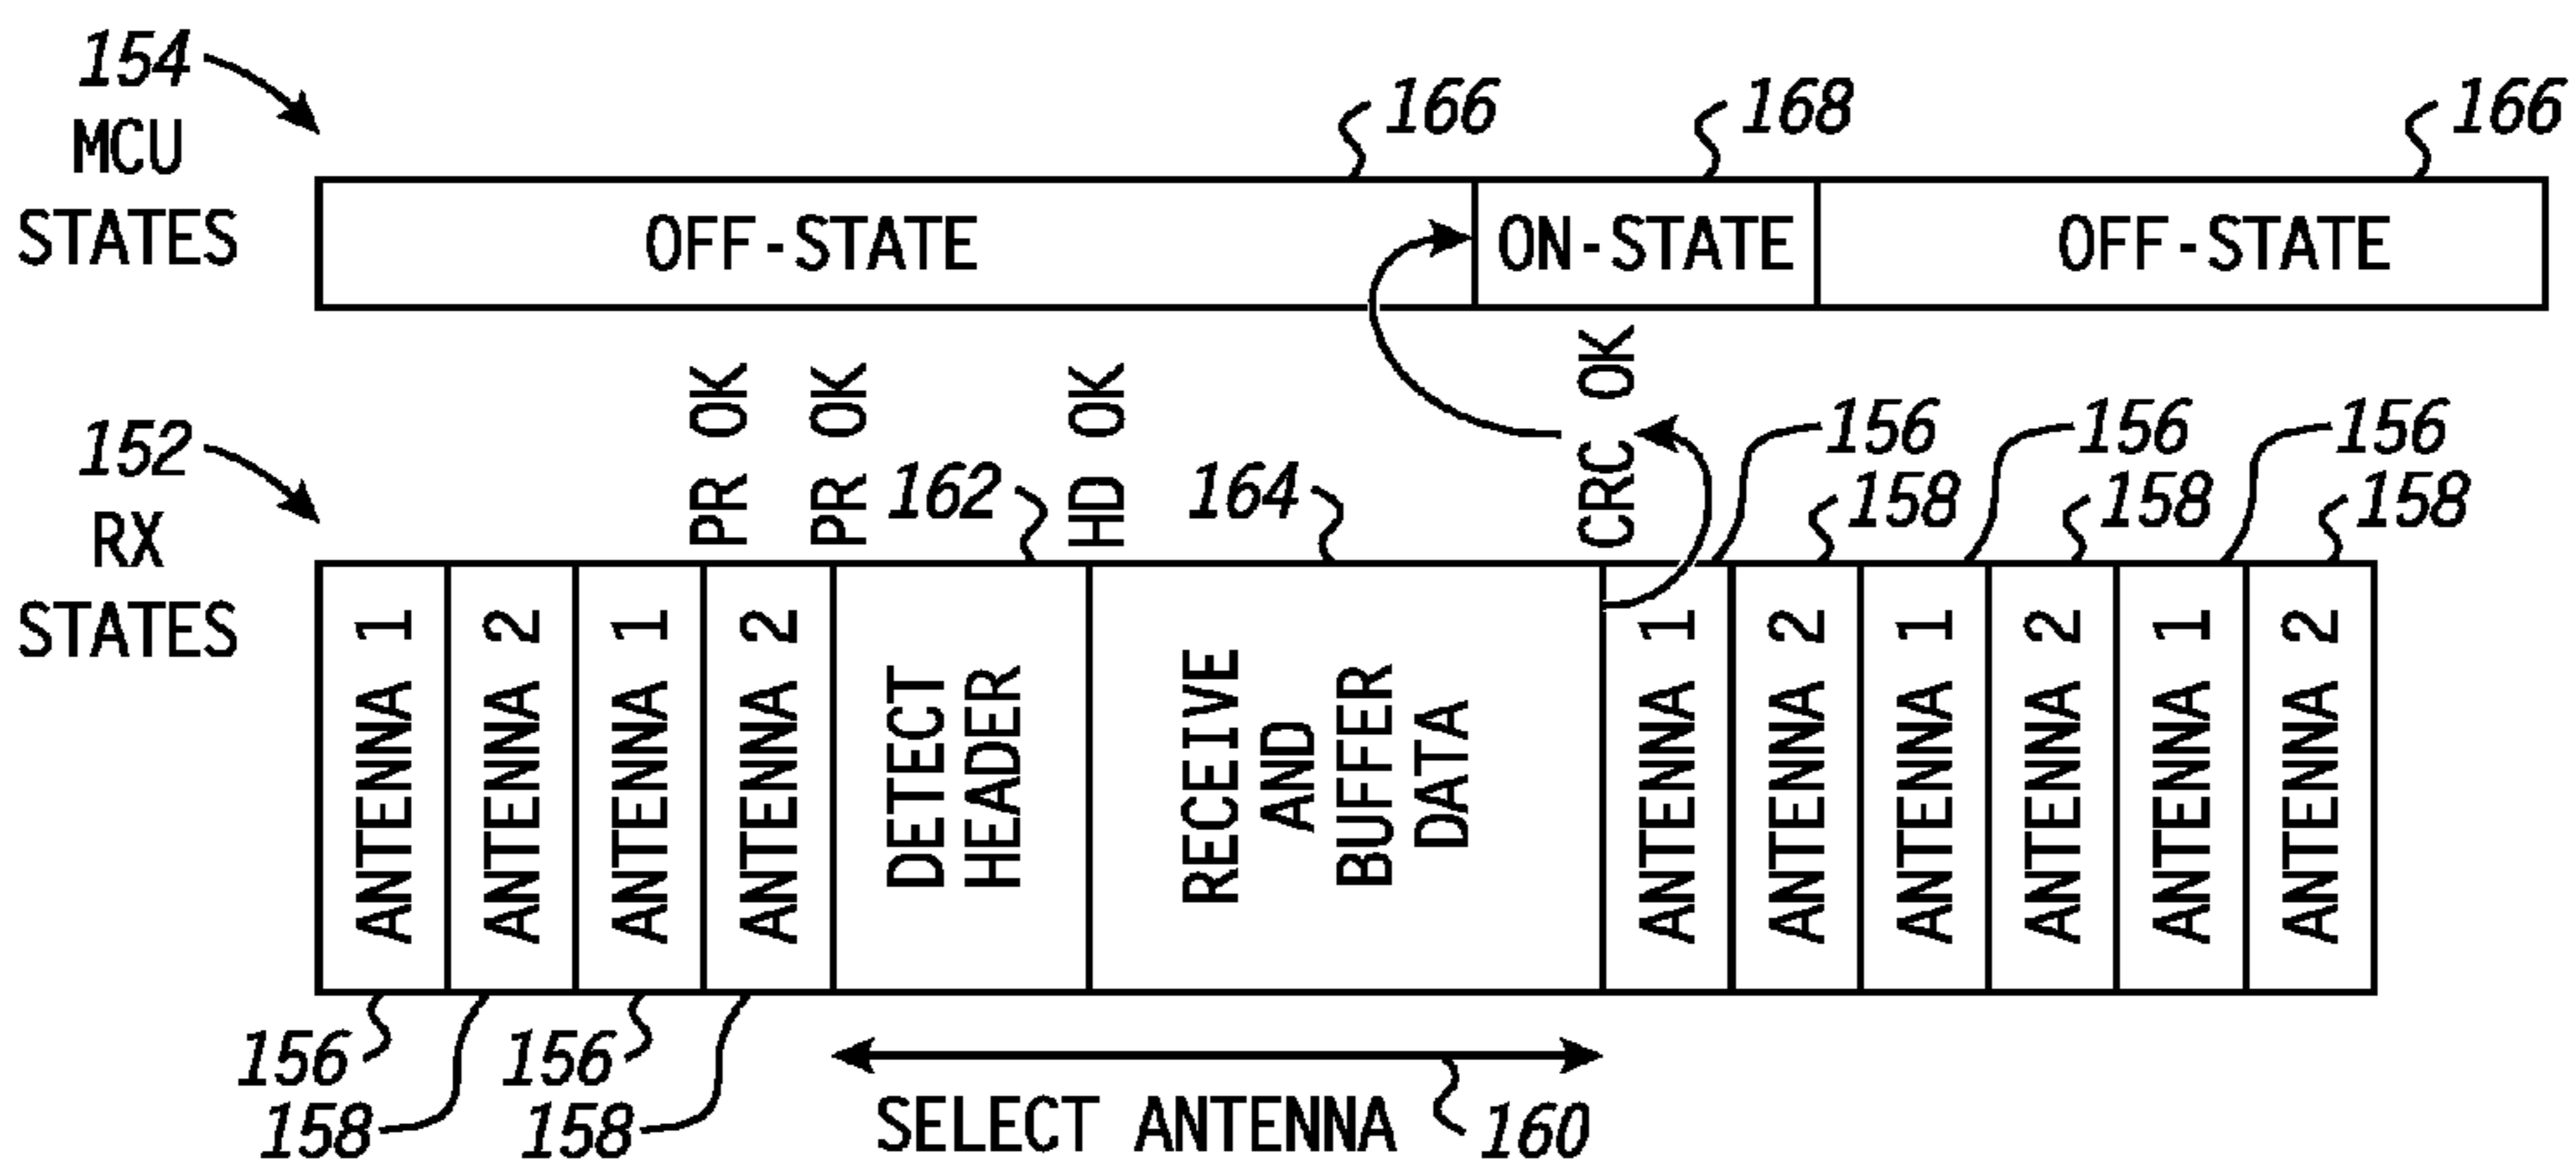 154
MCU
STATES
166
168
166
OFF-STATE
ON-STATE
OFF-STATE
152
RX
STATES
PR OK
PR OK
162
HD OK
164
CRC OK
156
156
156
158
158
158
ANTENNA 1
ANTENNA 2
ANTENNA 1
ANTENNA 2
DETECT
HEADER
RECEIVE
AND
BUFFER
DATA
ANTENNA 1
ANTENNA 2
ANTENNA 1
ANTENNA 2
ANTENNA 1
ANTENNA 2
156
156
158
158
SELECT ANTENNA
160